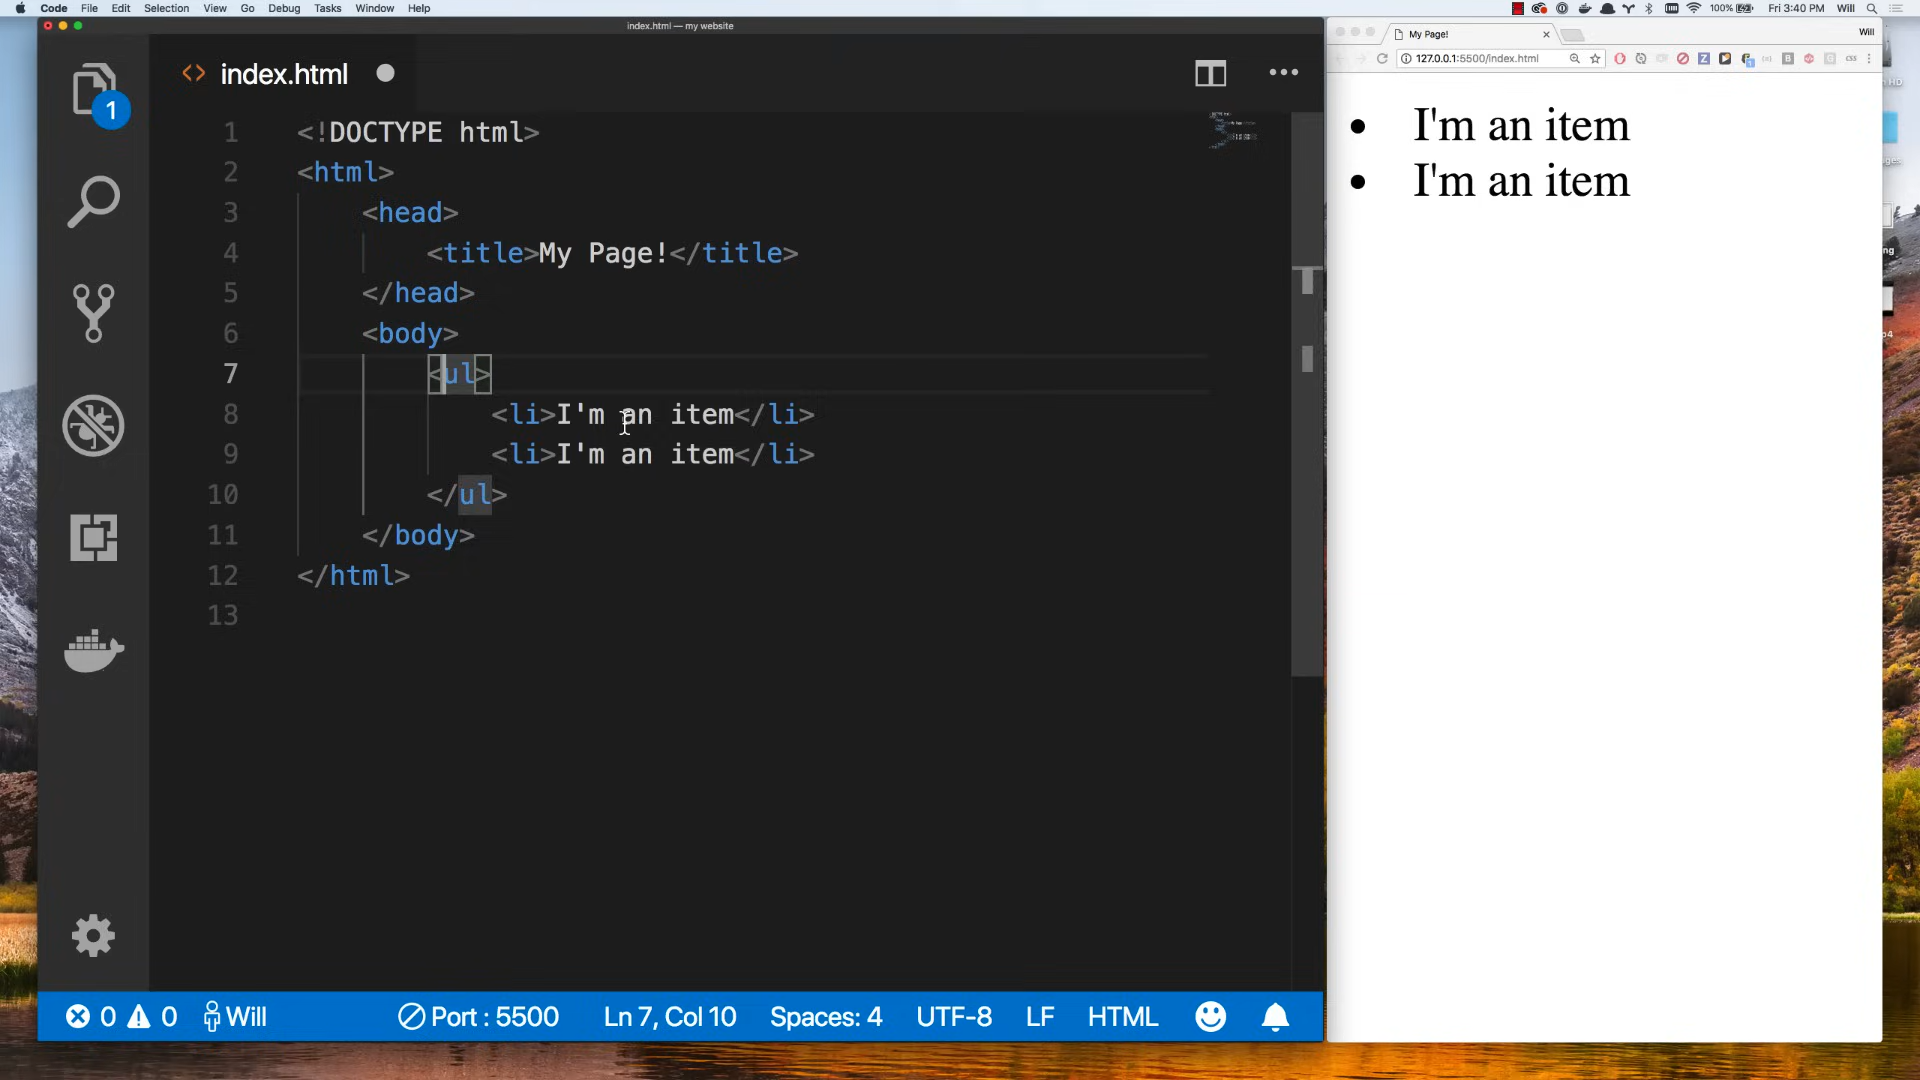 Code File Edit Selection View Go Debug Tasks Window Help
100% Fri 3:40 PM Will
index.html — my website
1
index.html
1 <!DOCTYPE html>
2 <html>
3 <head>
4 <title>My Page!</title>
5 </head>
6 <body>
7 <ul>
8 <li>I'm an item</li>
9 <li>I'm an item</li>
10 </ul>
11 </body>
12 </html>
13
0 0 Will Port : 5500 Ln 7, Col 10 Spaces: 4 UTF-8 LF HTML
My Page! Will
127.0.0.1:5500/index.html
• I'm an item
• I'm an item